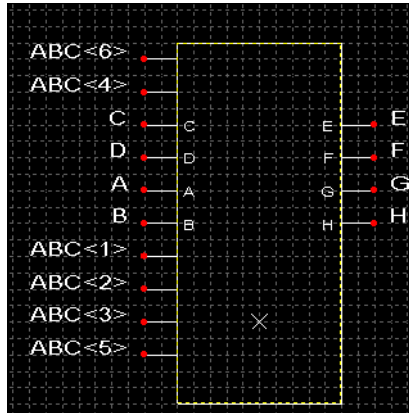 ABC<6>
ABC<4>
C C E E
D D F F
A A G G
B B H H
ABC<1>
ABC<2>
ABC<3>
ABC<5>